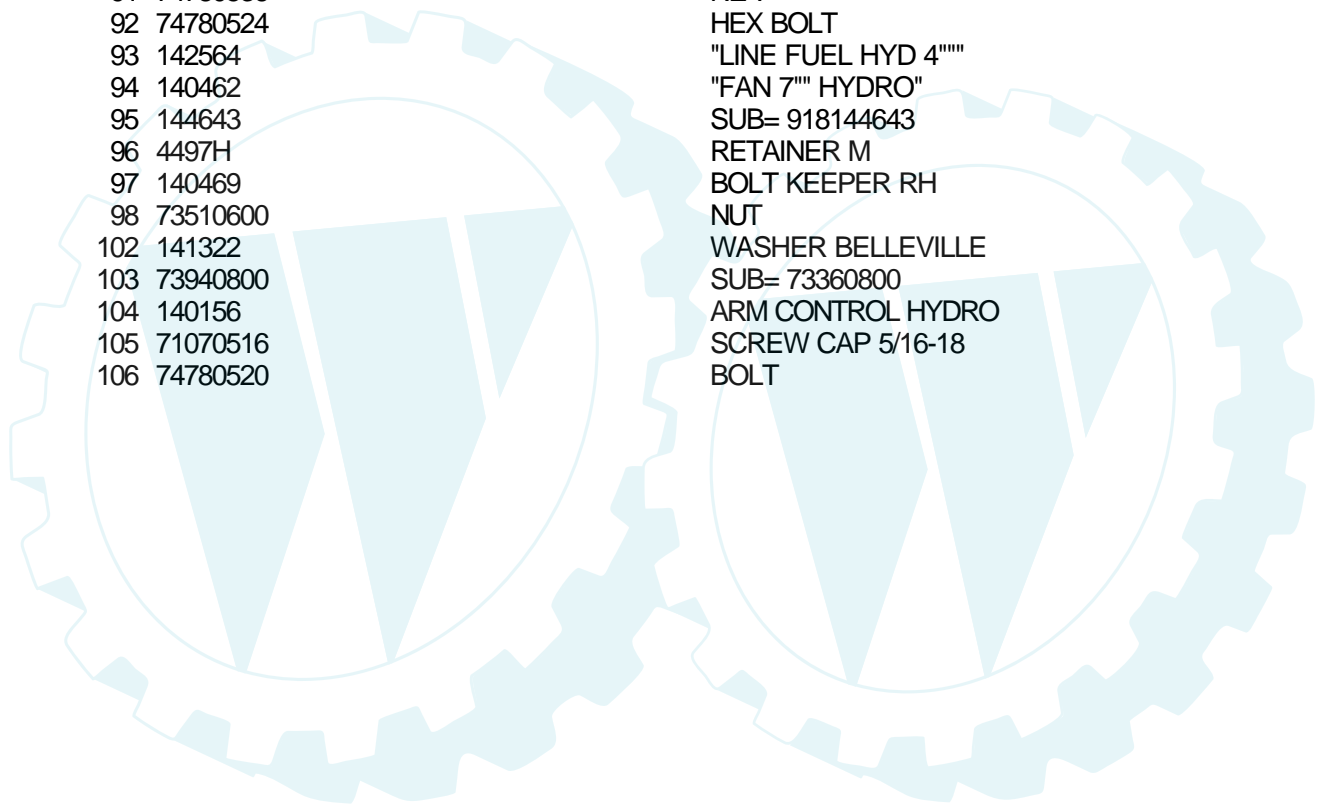 92 74780524 HEX BOLT
93 142564 "LINE FUEL HYD 4"""
94 140462 "FAN 7"" HYDRO"
95 144643 SUB= 918144643
96 4497H RETAINER M
97 140469 BOLT KEEPER RH
98 73510600 NUT
102 141322 WASHER BELLEVILLE
103 73940800 SUB= 73360800
104 140156 ARM CONTROL HYDRO
105 71070516 SCREW CAP 5/16-18
106 74780520 BOLT